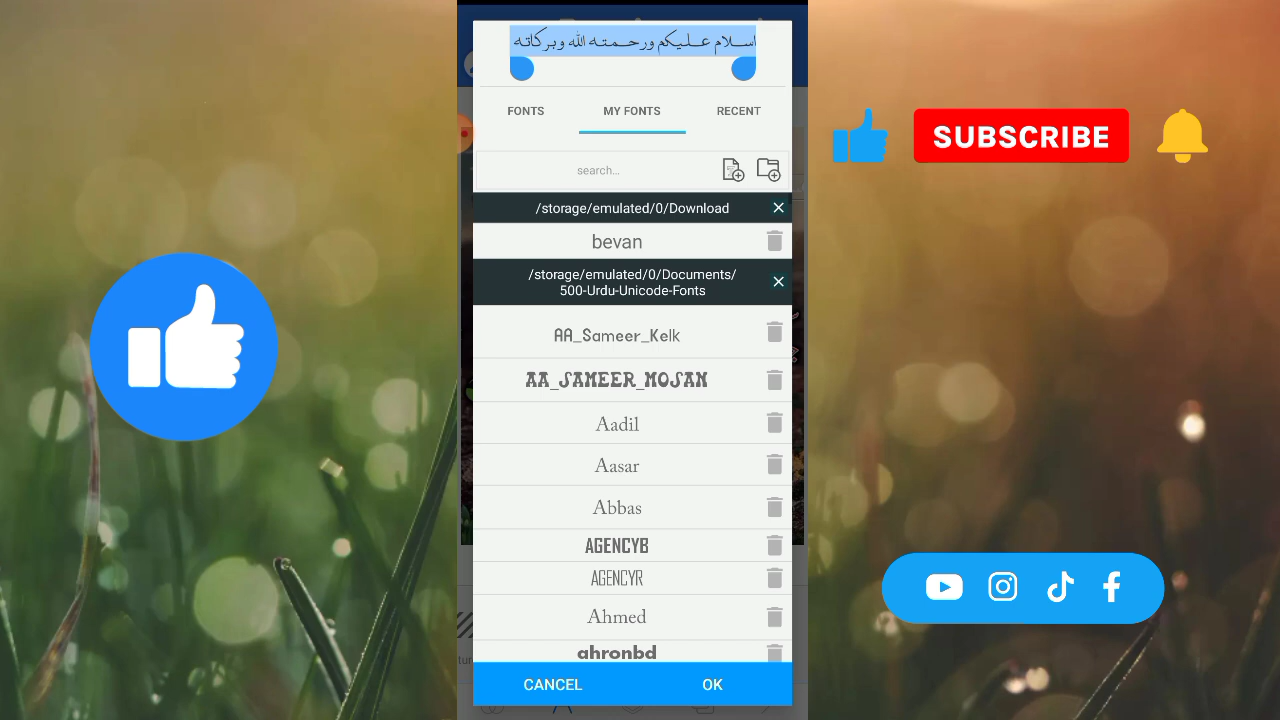 اسلام علیکم ورحمته الله وبرکاته
FONTS
MY FONTS
RECENT
search...
/storage/emulated/0/Download
bevan
/storage/emulated/0/Documents/
500-Urdu-Unicode-Fonts
AA_Sameer_Kelk
AA_SAMEER_MOSAM
Aadil
Aasar
Abbas
AGENCYB
AGENCYR
Ahmed
ahronbd
CANCEL
OK
SUBSCRIBE